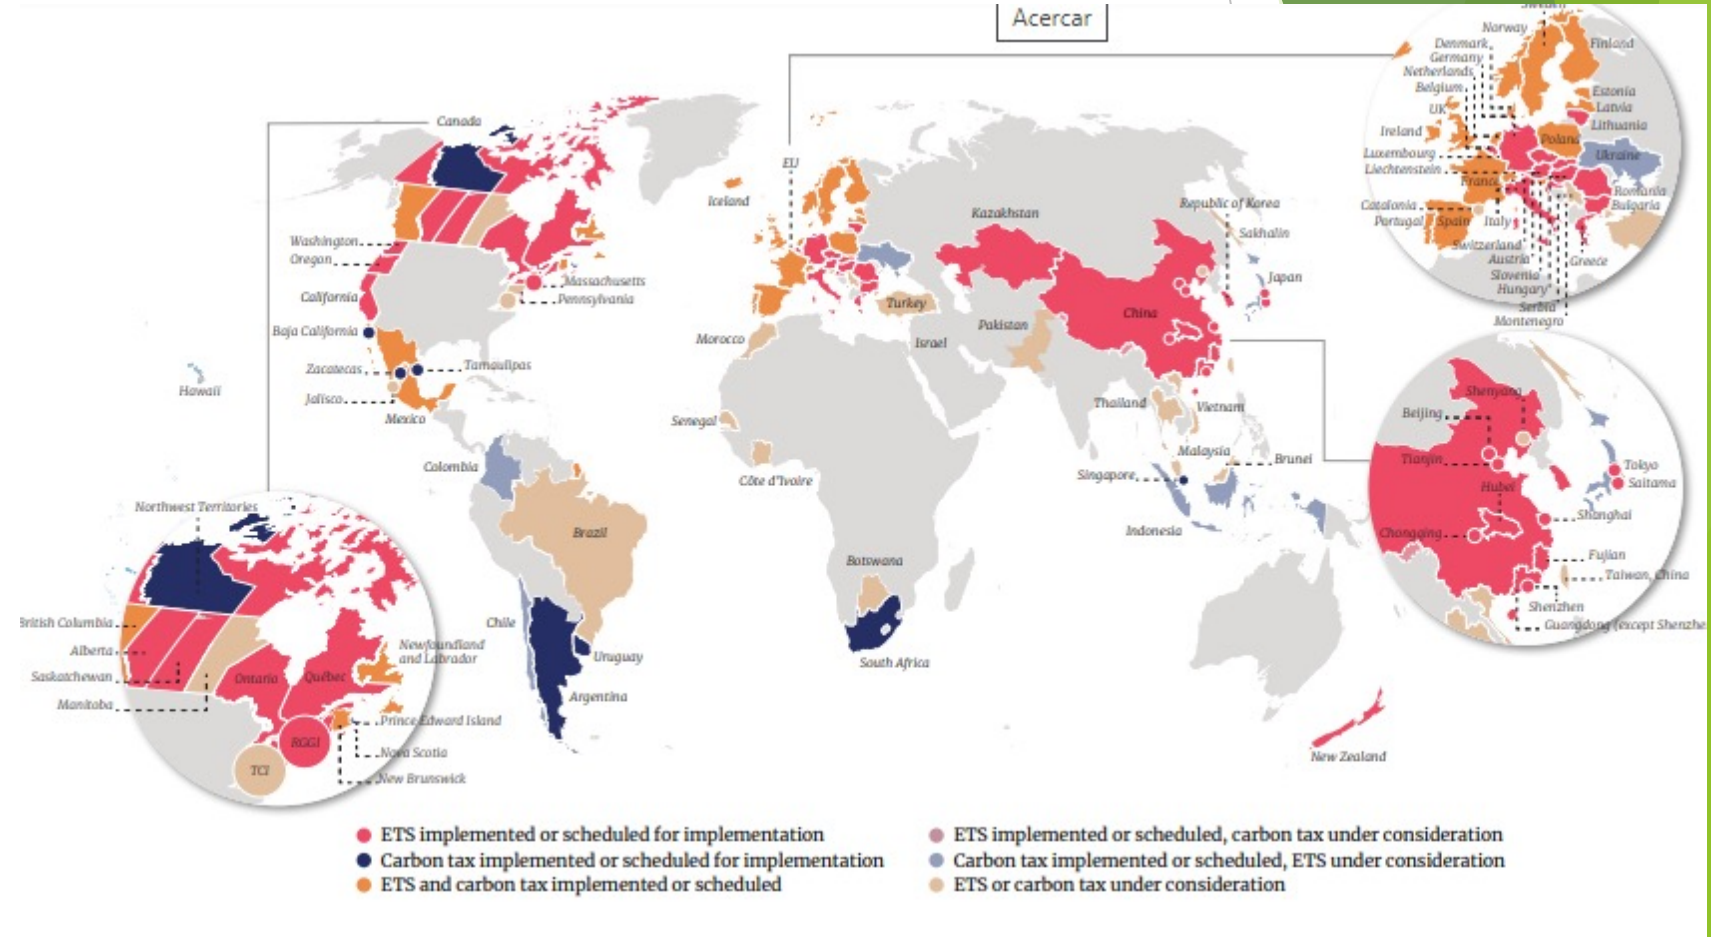 Acercar
Sweden
Norway
Finland
Denmark
Germany
Netherlands
Belgium
UK
Ireland
Estonia
Latvia
Lithuania
Poland
Luxembourg
Liechtenstein
Ukraine
France
Romania
Bulgaria
Catalonia
Portugal
Spain
Italy
Switzerland
Austria
Greece
Slovenia
Hungary
Serbia
Montenegro
Canada
EU
Iceland
Kazakhstan
Republic of Korea
Sakhalin
Japan
Washington
Oregon
California
Massachusetts
Pennsylvania
Baja California
Zacatecas
Tamaulipas
Jalisco
Mexico
Hawaii
Morocco
Turkey
Israel
Pakistan
China
Senegal
Côte d'Ivoire
Thailand
Vietnam
Malaysia
Brunei
Singapore
Indonesia
Colombia
Brazil
Botswana
South Africa
Chile
Uruguay
Argentina
New Zealand
Shenyang
Beijing
Tianjin
Tokyo
Saitama
Hubei
Shanghai
Chongqing
Fujian
Taiwan, China
Shenzhen
Guangdong (except Shenzhe
Northwest Territories
British Columbia
Alberta
Saskatchewan
Manitoba
Ontario
Québec
Newfoundland
and Labrador
Prince Edward Island
Nova Scotia
New Brunswick
RGGI
TCI
ETS implemented or scheduled for implementation
Carbon tax implemented or scheduled for implementation
ETS and carbon tax implemented or scheduled
ETS implemented or scheduled, carbon tax under consideration
Carbon tax implemented or scheduled, ETS under consideration
ETS or carbon tax under consideration